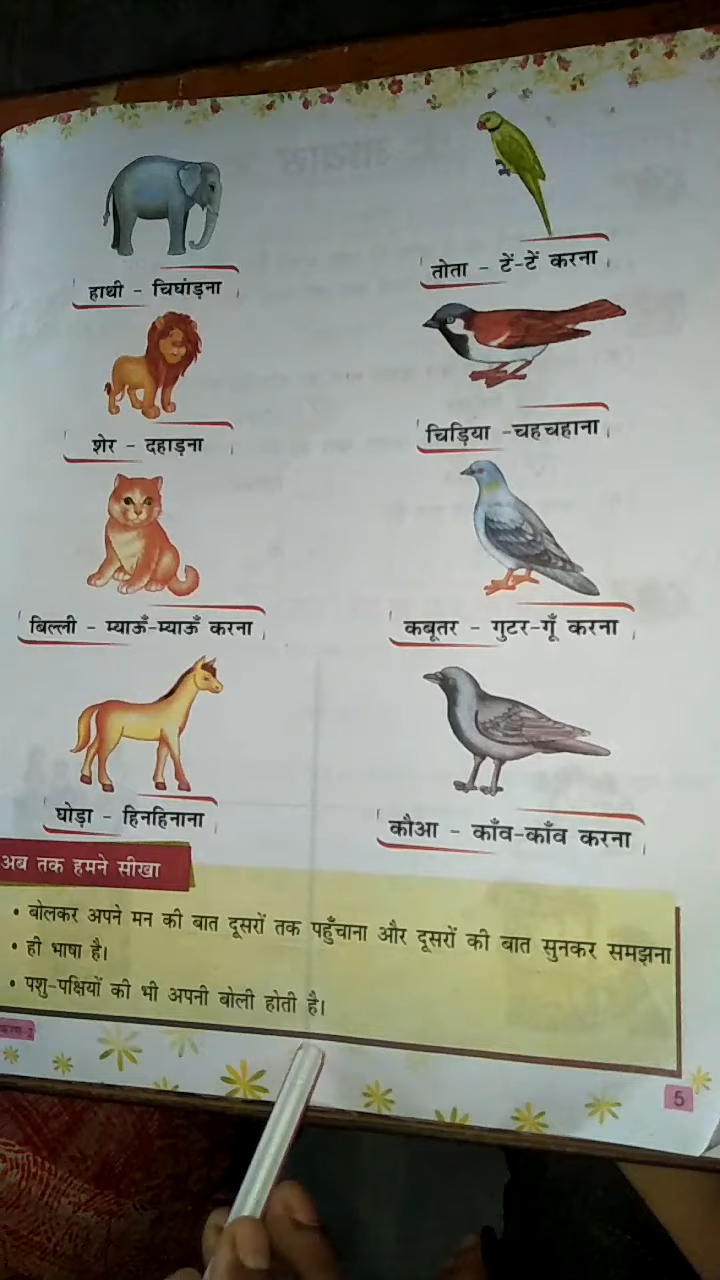 हाथी - चिघांड़ना
तोता - टें-टें करना
शेर - दहाड़ना
चिड़िया -चहचहाना
बिल्ली - म्याऊँ-म्याऊँ करना
कबूतर - गुटर-गूँ करना
घोड़ा - हिनहिनाना
कौआ - काँव-काँव करना
अब तक हमने सीखा
• बोलकर अपने मन की बात दूसरों तक पहुँचाना और दूसरों की बात सुनकर समझना
• ही भाषा है।
• पशु-पक्षियों की भी अपनी बोली होती है।
5